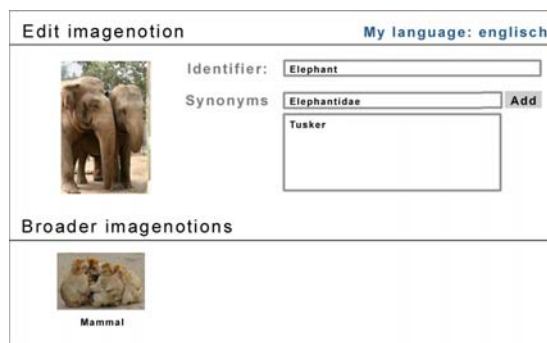 Edit imagenotion
My language: englisch
Identifier:
Elephant
Synonyms
Elephantidae
Add
Tusker
Broader imagenotions
Mammal